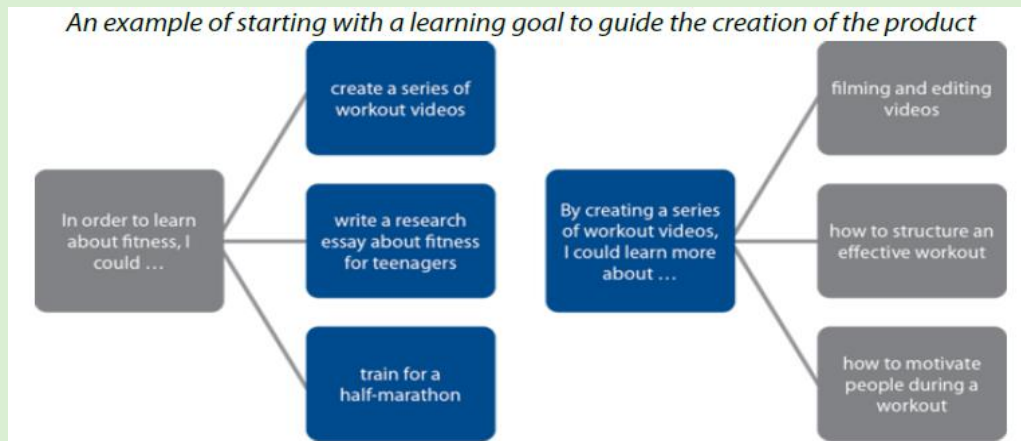 An example of starting with a learning goal to guide the creation of the product
In order to learn
about fitness, I
could ...
create a series of
workout videos
write a research
essay about fitness
for teenagers
train for a
half-marathon
By creating a series
of workout videos,
I could learn more
about ...
filming and editing
videos
how to structure an
effective workout
how to motivate
people during a
workout